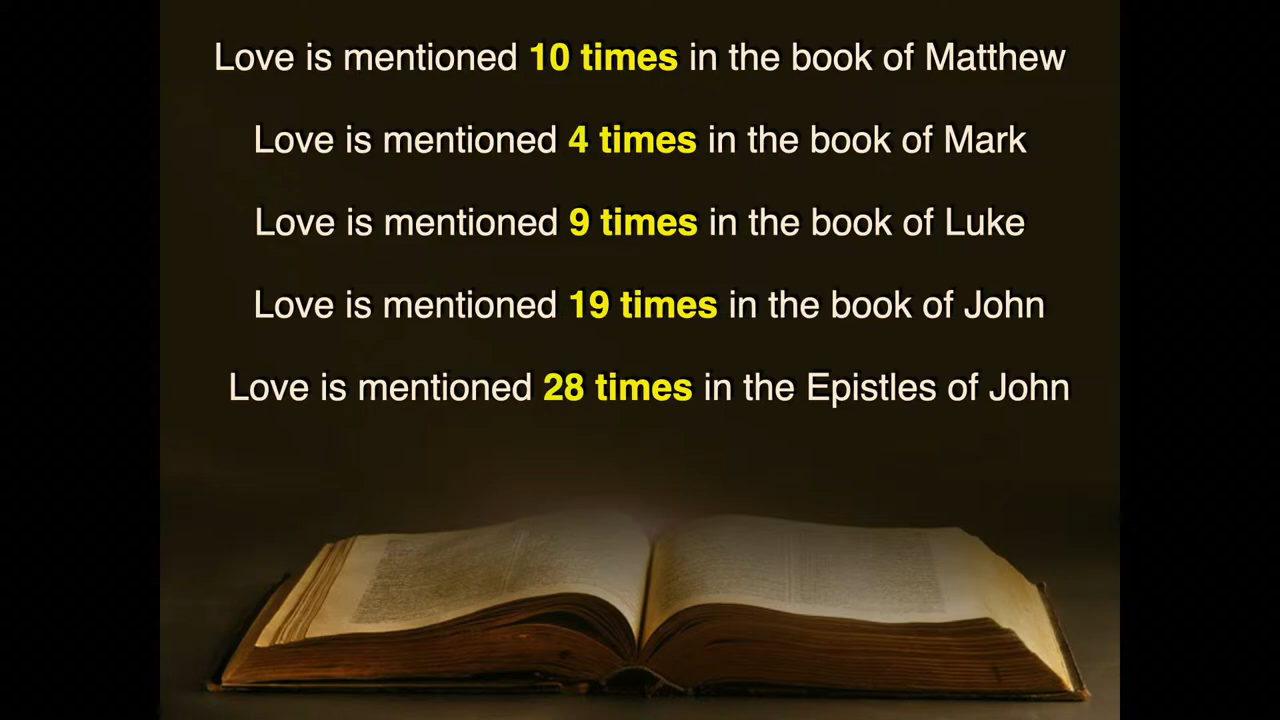 Love is mentioned 10 times in the book of Matthew
Love is mentioned 4 times in the book of Mark
Love is mentioned 9 times in the book of Luke
Love is mentioned 19 times in the book of John
Love is mentioned 28 times in the Epistles of John